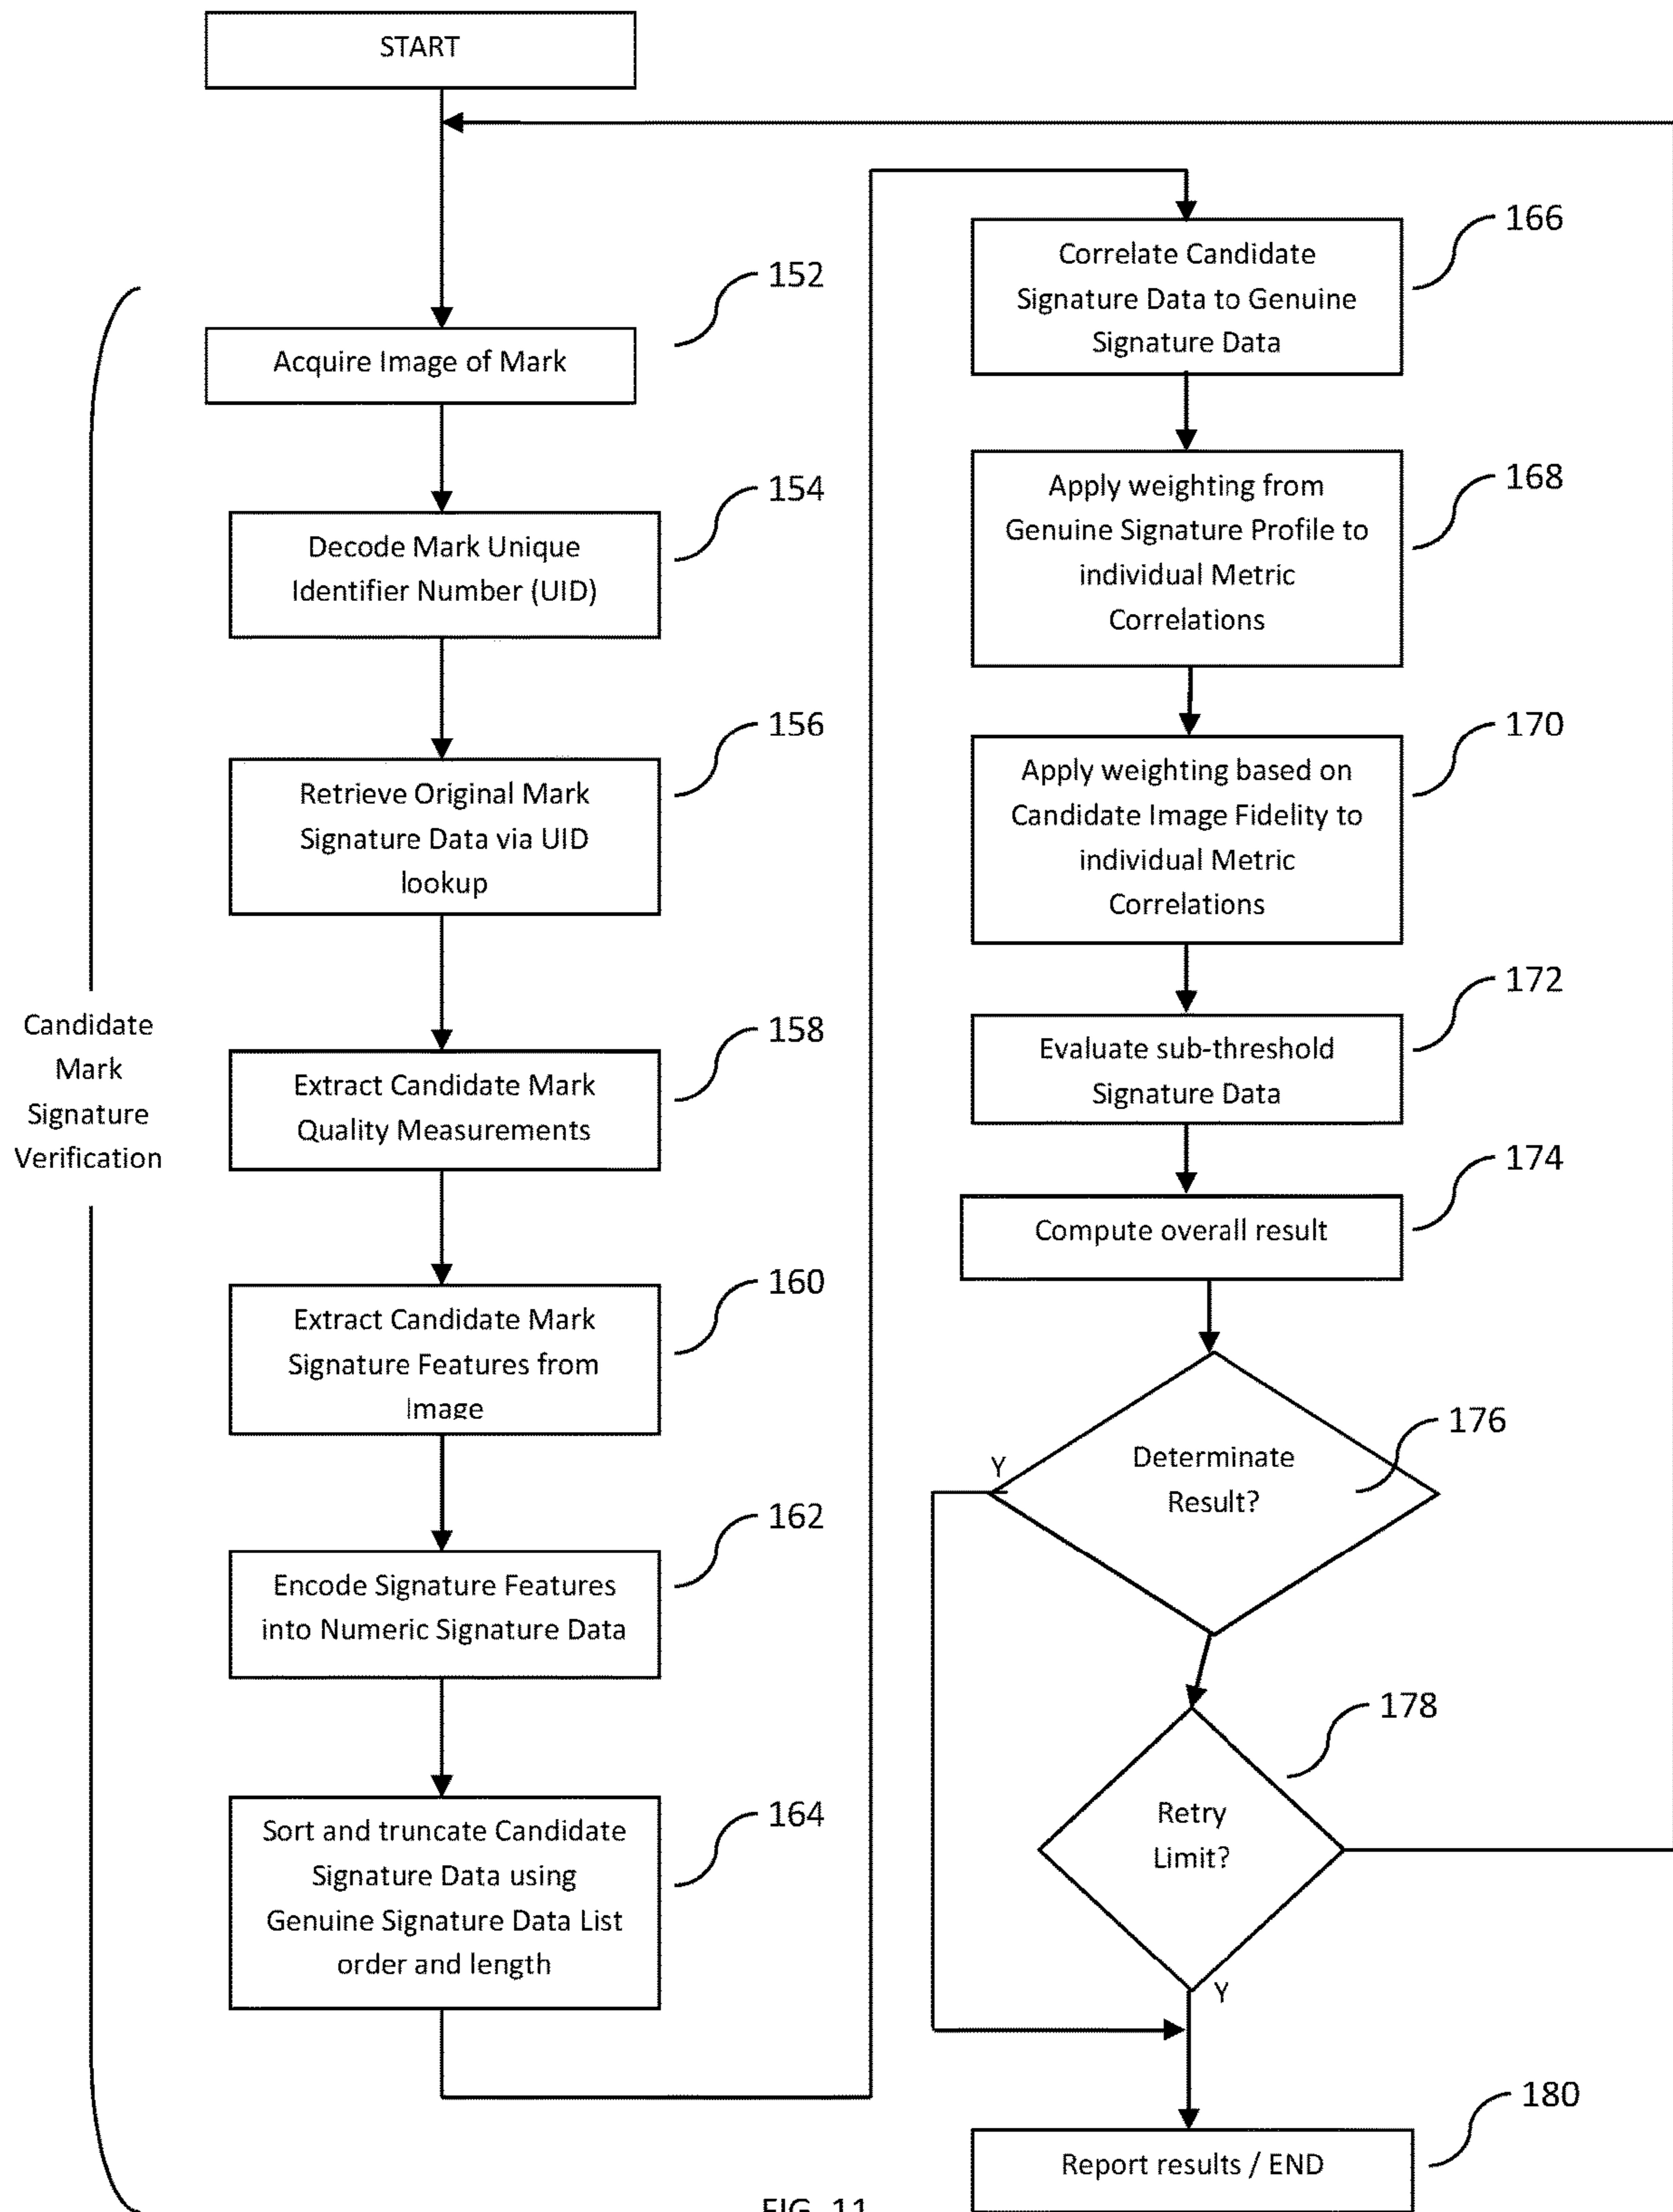 START
152
Acquire Image of Mark
154
Decode Mark Unique
Identifier Number (UID)
156
Retrieve Original Mark
Signature Data via UID
lookup
Candidate
Mark
Signature
Verification
158
Extract Candidate Mark
Quality Measurements
160
Extract Candidate Mark
Signature Features from
Image
162
Encode Signature Features
into Numeric Signature Data
164
Sort and truncate Candidate
Signature Data using
Genuine Signature Data List
order and length
166
Correlate Candidate
Signature Data to Genuine
Signature Data
168
Apply weighting from
Genuine Signature Profile to
individual Metric
Correlations
170
Apply weighting based on
Candidate Image Fidelity to
individual Metric
Correlations
172
Evaluate sub-threshold
Signature Data
174
Compute overall result
176
Y
Determinate
Result?
178
Retry
Limit?
Y
180
Report results / END
FIG. 11